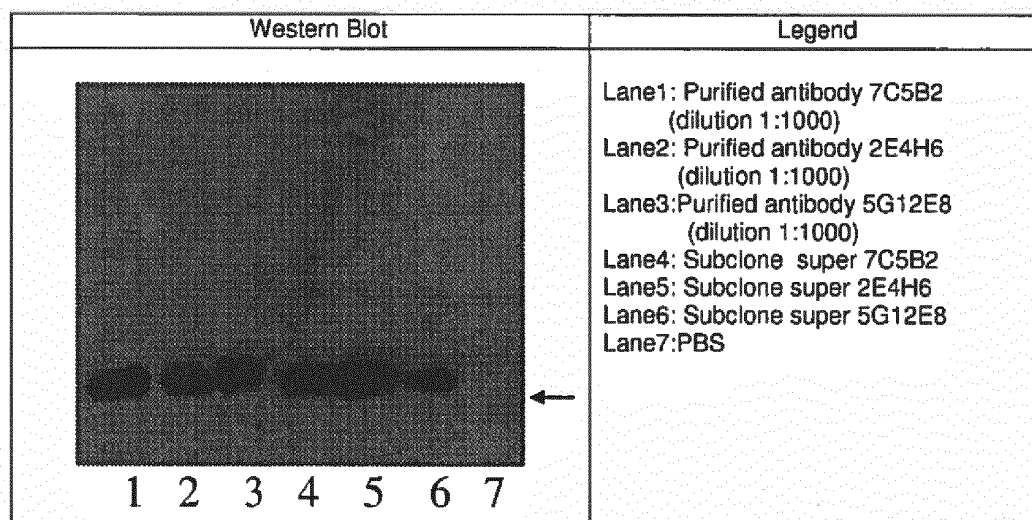 Western Blot
Legend
Lane1: Purified antibody 7C5B2
(dilution 1:1000)
Lane2: Purified antibody 2E4H6
(dilution 1:1000)
Lane3:Purified antibody 5G12E8
(dilution 1:1000)
Lane4: Subclone super 7C5B2
Lane5: Subclone super 2E4H6
Lane6: Subclone super 5G12E8
Lane7:PBS
1 2 3 4 5 6 7